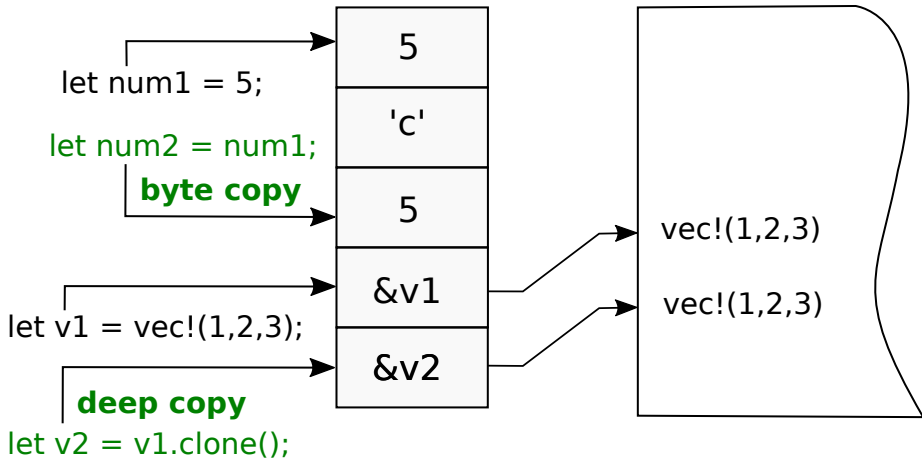 let num1 = 5;
let num2 = num1;
byte copy
let v1 = vec!(1,2,3);
deep copy
let v2 = v1.clone();
5
'c'
5
&v1
&v2
vec!(1,2,3)
vec!(1,2,3)